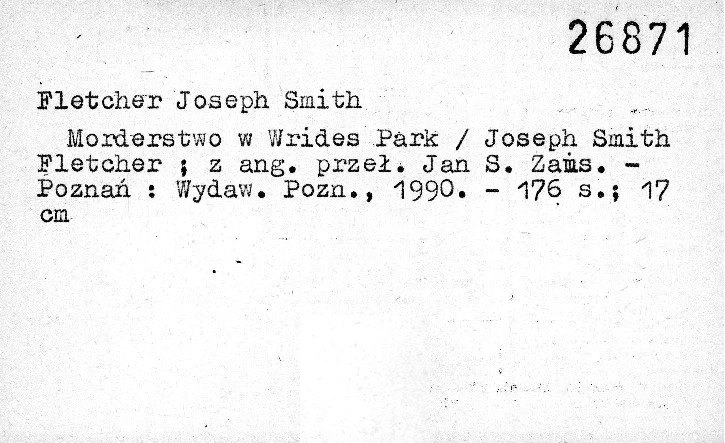 26871
Fletcher Joseph Smith
Morderstwo w Wrides Park / Joseph Smith
Fletcher ; z ang. przeł. Jan S. Zaus. -
Poznań : Wydaw. Pozn., 1990. - 176 s.; 17
cm